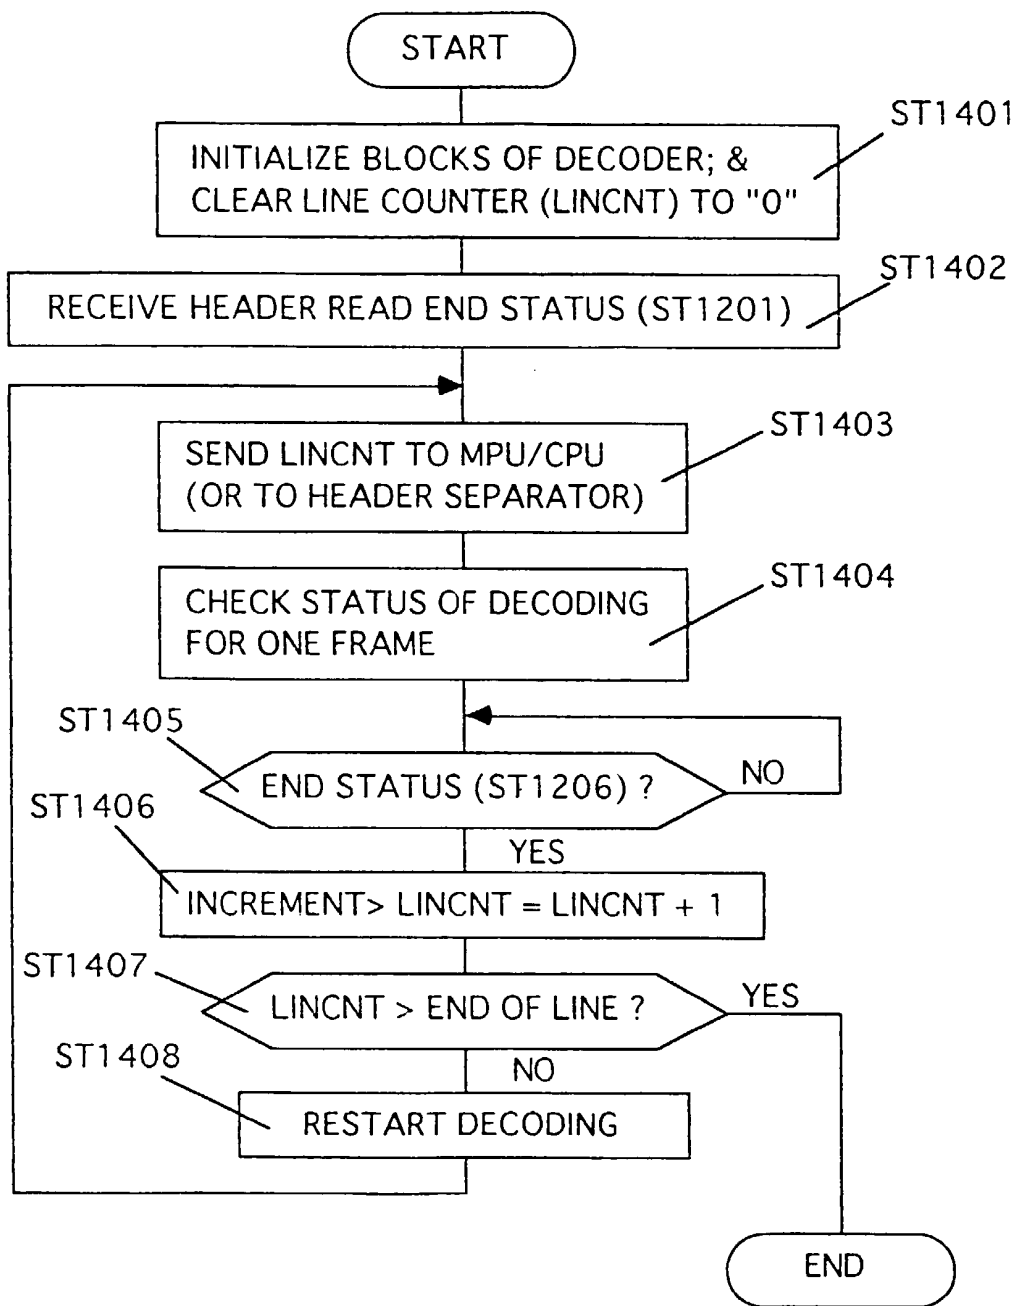 START
ST1401
INITIALIZE BLOCKS OF DECODER; &
CLEAR LINE COUNTER (LINCNT) TO "0"
ST1402
RECEIVE HEADER READ END STATUS (ST1201)
ST1403
SEND LINCNT TO MPU/CPU
(OR TO HEADER SEPARATOR)
ST1404
CHECK STATUS OF DECODING
FOR ONE FRAME
ST1405
END STATUS (ST1206) ?
NO
YES
ST1406
INCREMENT> LINCNT = LINCNT + 1
ST1407
LINCNT > END OF LINE ?
YES
NO
ST1408
RESTART DECODING
END